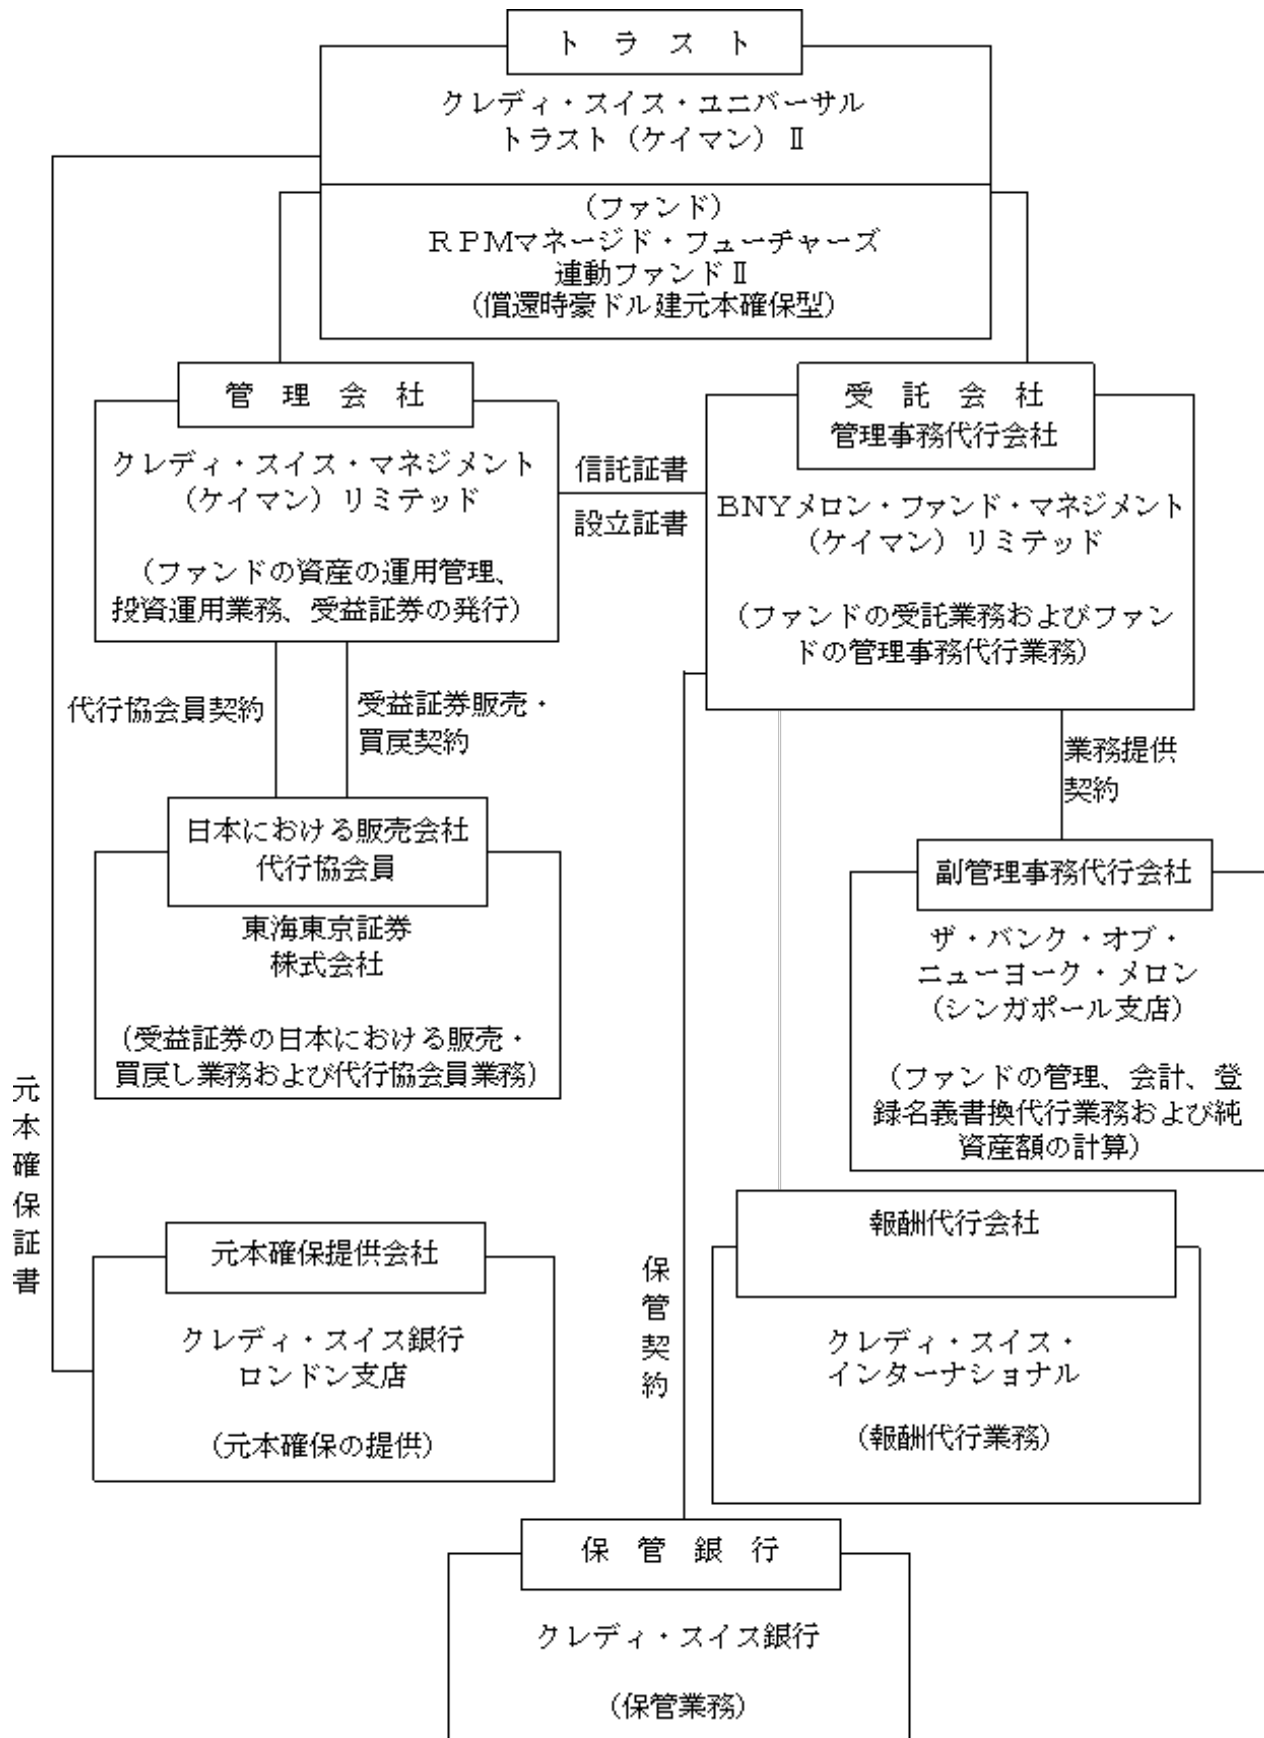 トラスト
クレディ・スイス・ユニバーサル
トラスト（ケイマン）Ⅱ
（ファンド）
ＲＰＭマネージド・フューチャーズ
連動ファンドⅡ
（償還時豪ドル建元本確保型）
管理会社
クレディ・スイス・マネジメント
（ケイマン）リミテッド
（ファンドの資産の運用管理、
投資運用業務、受益証券の発行）
信託証書
設立証書
受託会社
管理事務代行会社
ＢＮＹメロン・ファンド・マネジメント
（ケイマン）リミテッド
（ファンドの受託業務およびファン
ドの管理事務代行業務）
代行協会員契約
受益証券販売・
買戻契約
業務提供
契約
日本における販売会社
代行協会員
東海東京証券
株式会社
（受益証券の日本における販売・
買戻し業務および代行協会員業務）
副管理事務代行会社
ザ・バンク・オブ・
ニューヨーク・メロン
（シンガポール支店）
（ファンドの管理、会計、登
録名義書換代行業務および純
資産額の計算）
元本確保証書
元本確保提供会社
クレディ・スイス銀行
ロンドン支店
（元本確保の提供）
保管契約
報酬代行会社
クレディ・スイス・
インターナショナル
（報酬代行業務）
保管銀行
クレディ・スイス銀行
（保管業務）